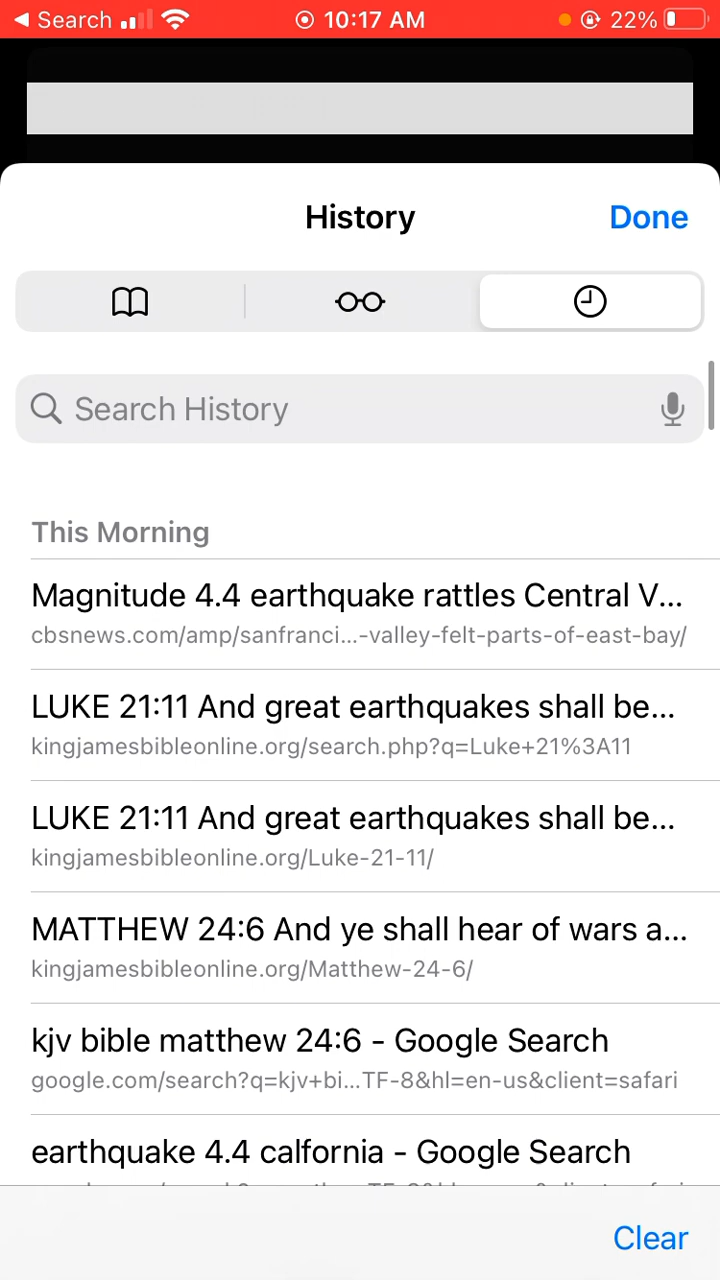 Search
10:17 AM
22%
History
Done
Search History
This Morning
Magnitude 4.4 earthquake rattles Central V...
cbsnews.com/amp/sanfranci...-valley-felt-parts-of-east-bay/
LUKE 21:11 And great earthquakes shall be...
kingjamesbibleonline.org/search.php?q=Luke+21%3A11
LUKE 21:11 And great earthquakes shall be...
kingjamesbibleonline.org/Luke-21-11/
MATTHEW 24:6 And ye shall hear of wars a...
kingjamesbibleonline.org/Matthew-24-6/
kjv bible matthew 24:6 - Google Search
google.com/search?q=kjv+bi...TF-8&hl=en-us&client=safari
earthquake 4.4 calfornia - Google Search
Clear